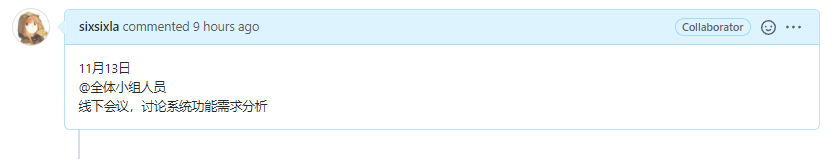 sixsixla commented 9 hours ago Collaborator
11月13日
@全体小组人员
线下会议，讨论系统功能需求分析